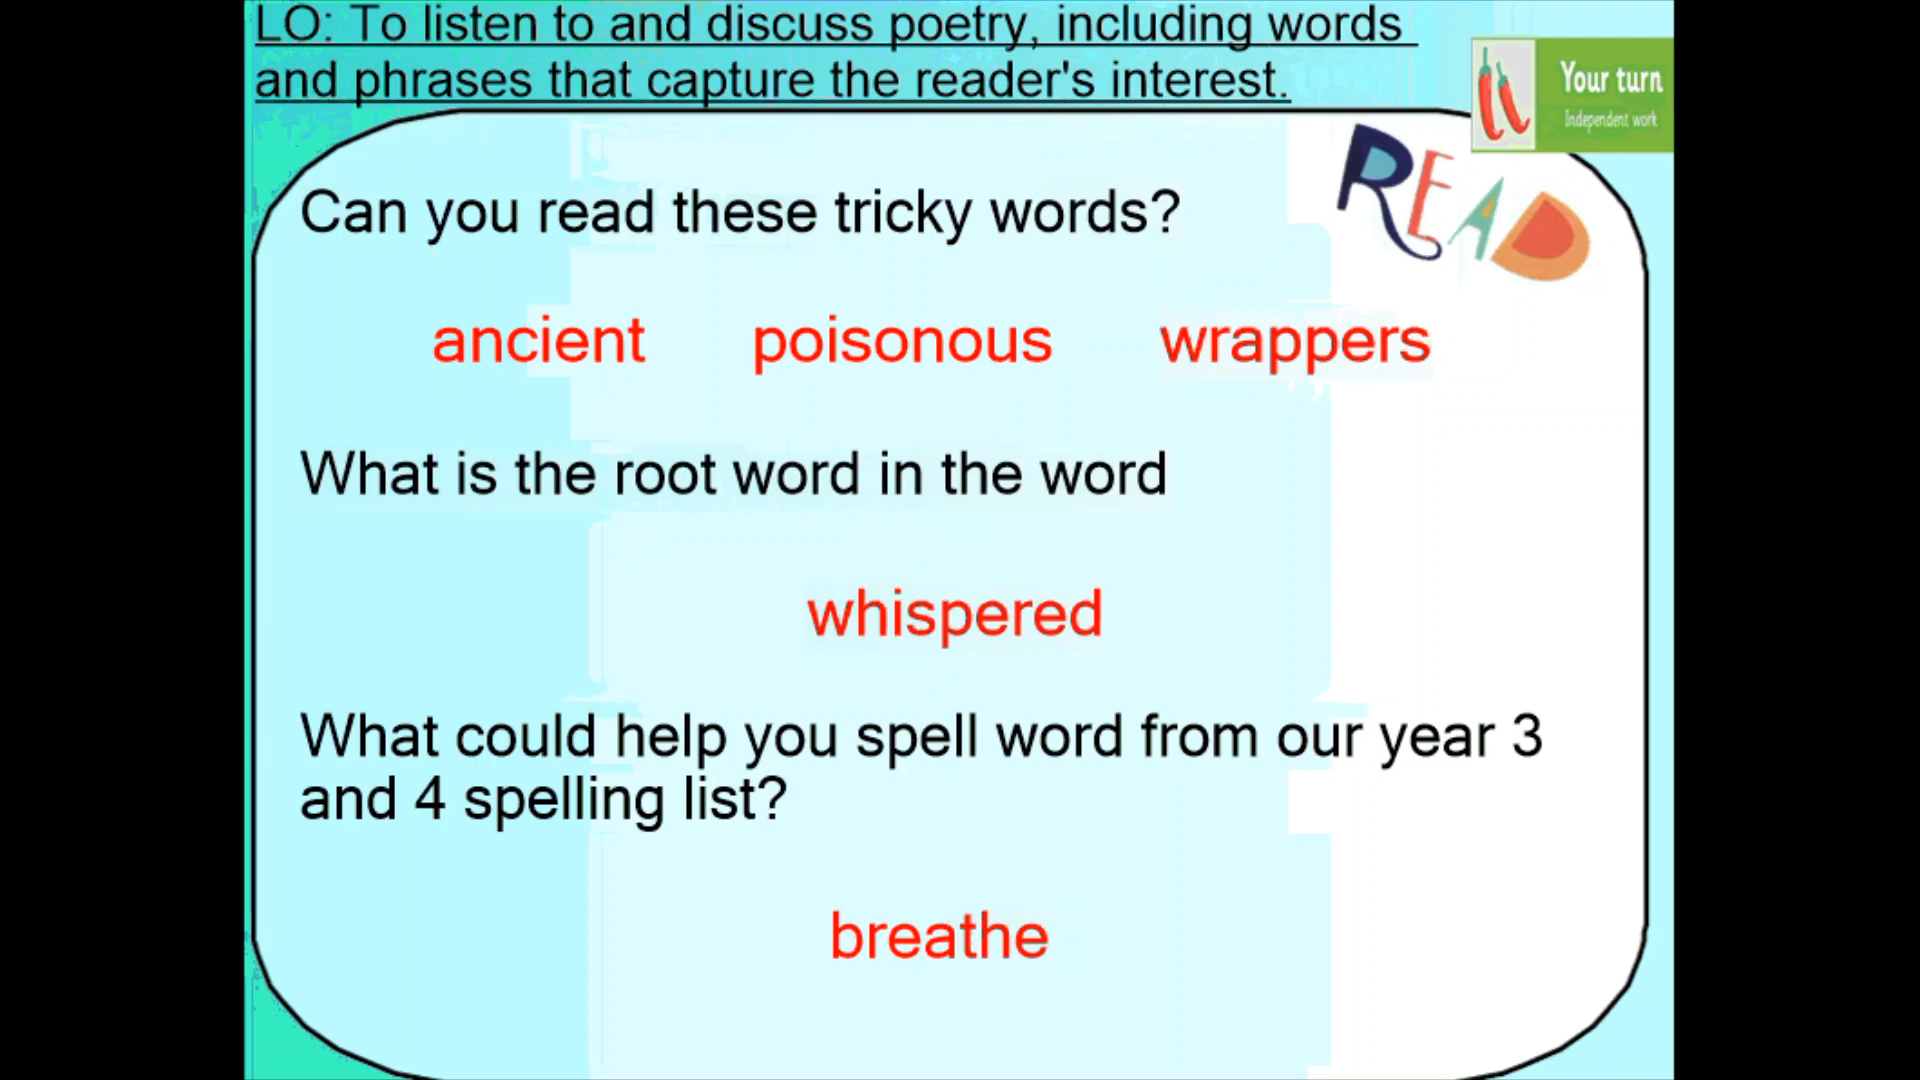 LO: To listen to and discuss poetry, including words
and phrases that capture the reader's interest.
Your turn
Independent work
READ
Can you read these tricky words?
ancient poisonous wrappers
What is the root word in the word
whispered
What could help you spell word from our year 3
and 4 spelling list?
breathe